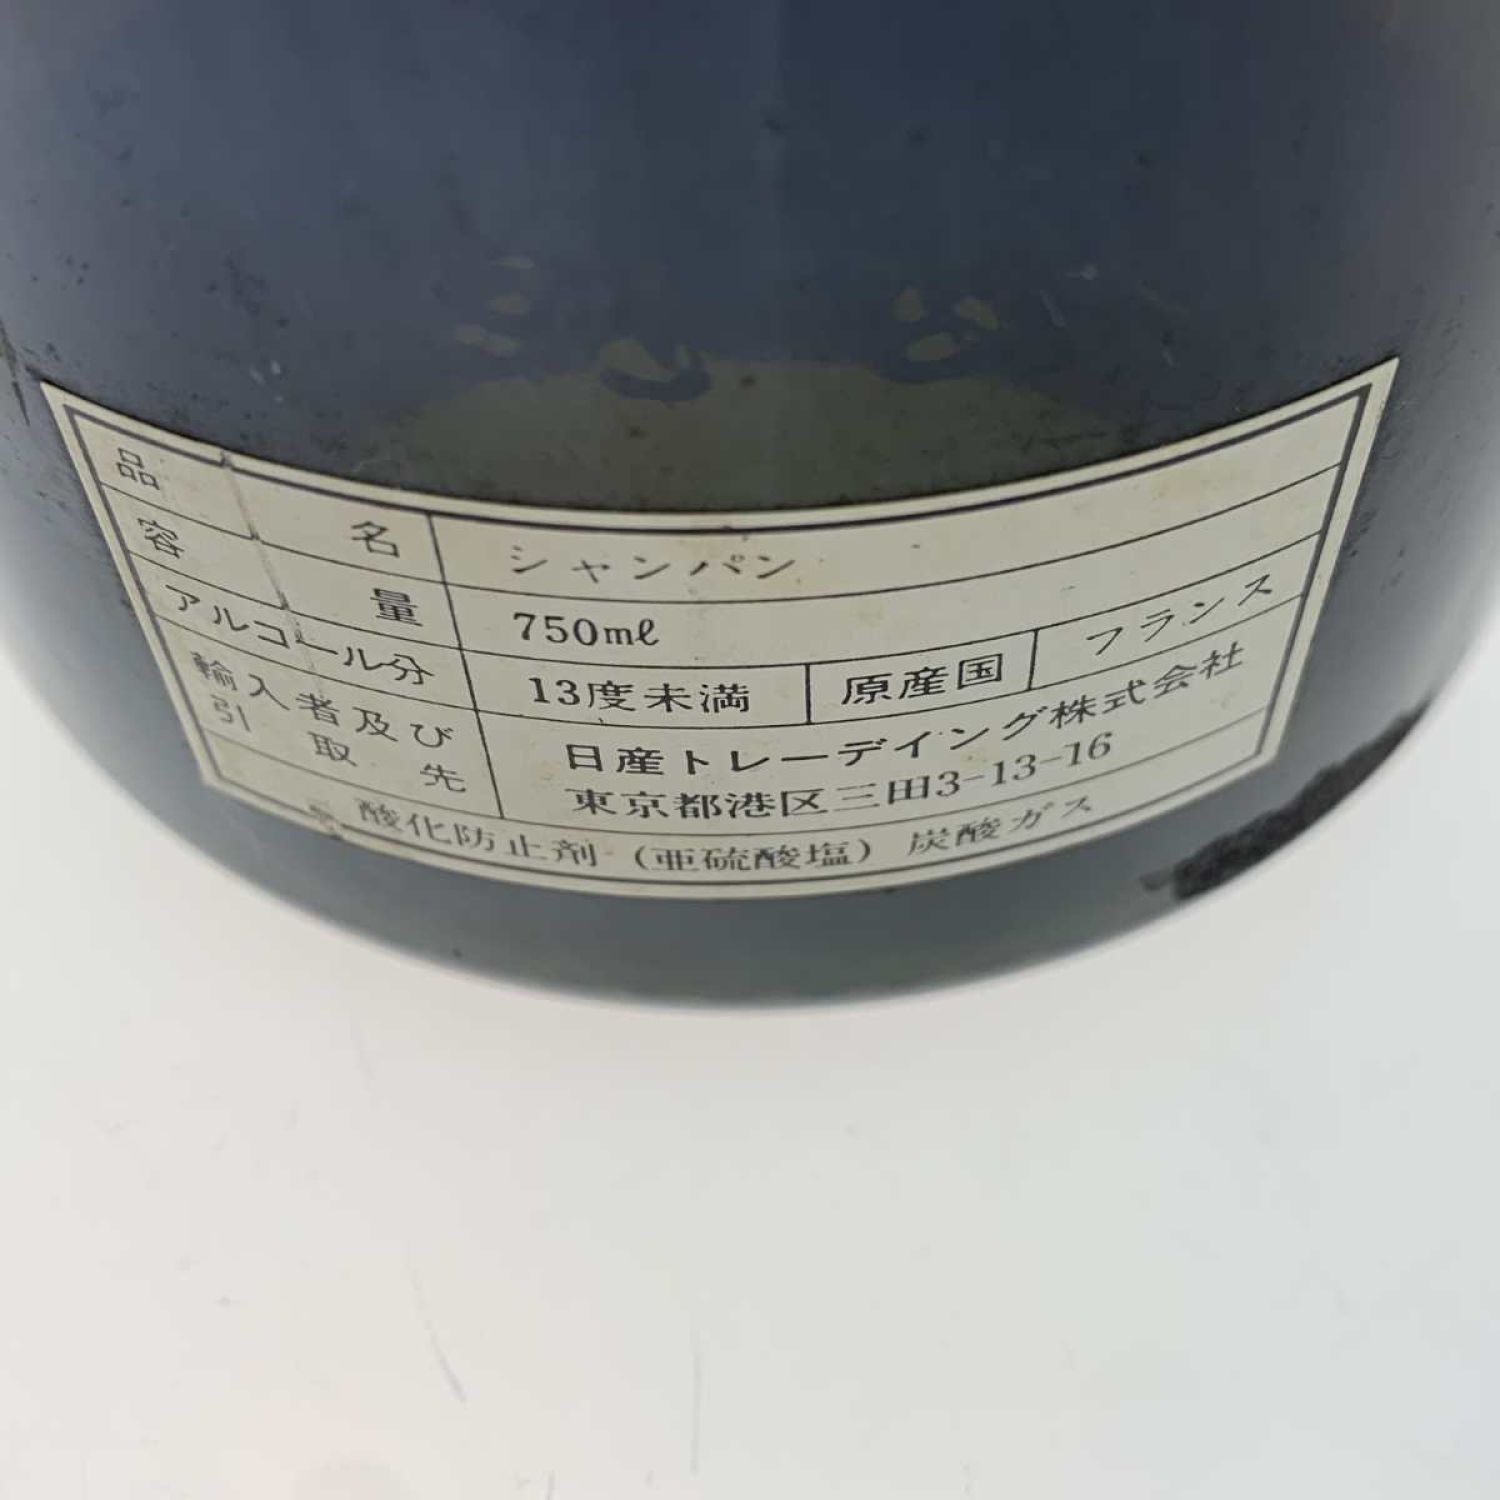 品名 シャンパン
容量 750mℓ
アルコール分 13度未満 原産国 フランス
輸入者及び引取先 日産トレーデイング株式会社
東京都港区三田3-13-16
酸化防止剤（亜硫酸塩）炭酸ガス